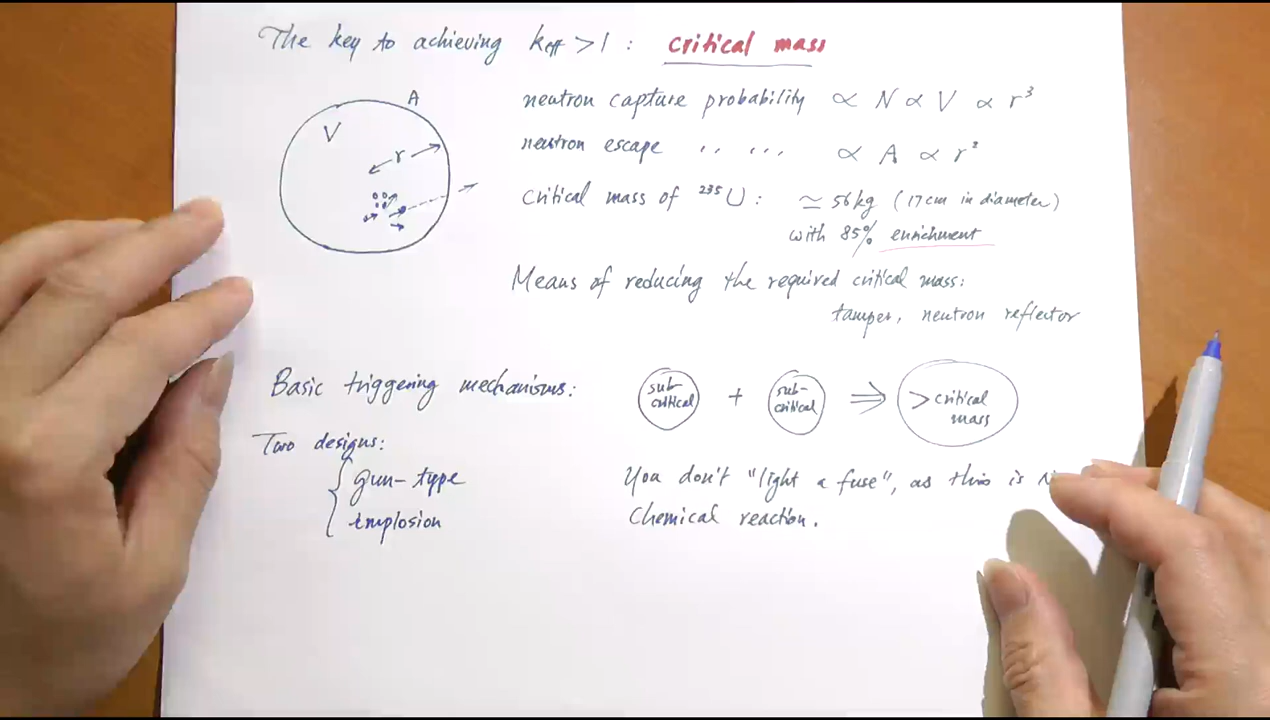 The key to achieving keff > 1 : critical mass
A
V
r
neutron capture probability ∝ N ∝ V ∝ r³
neutron escape ,, ,,, ∝ A ∝ r²
critical mass of ²³⁵U : ≃ 56 kg (17cm in diameter)
with 85% enrichment
Means of reducing the required critical mass:
tamper, neutron reflector
Basic triggering mechanisms:
sub-critical + sub-critical ⇒ > critical mass
Two designs:
gun-type
implosion
You don't "light a fuse", as this is
chemical reaction.